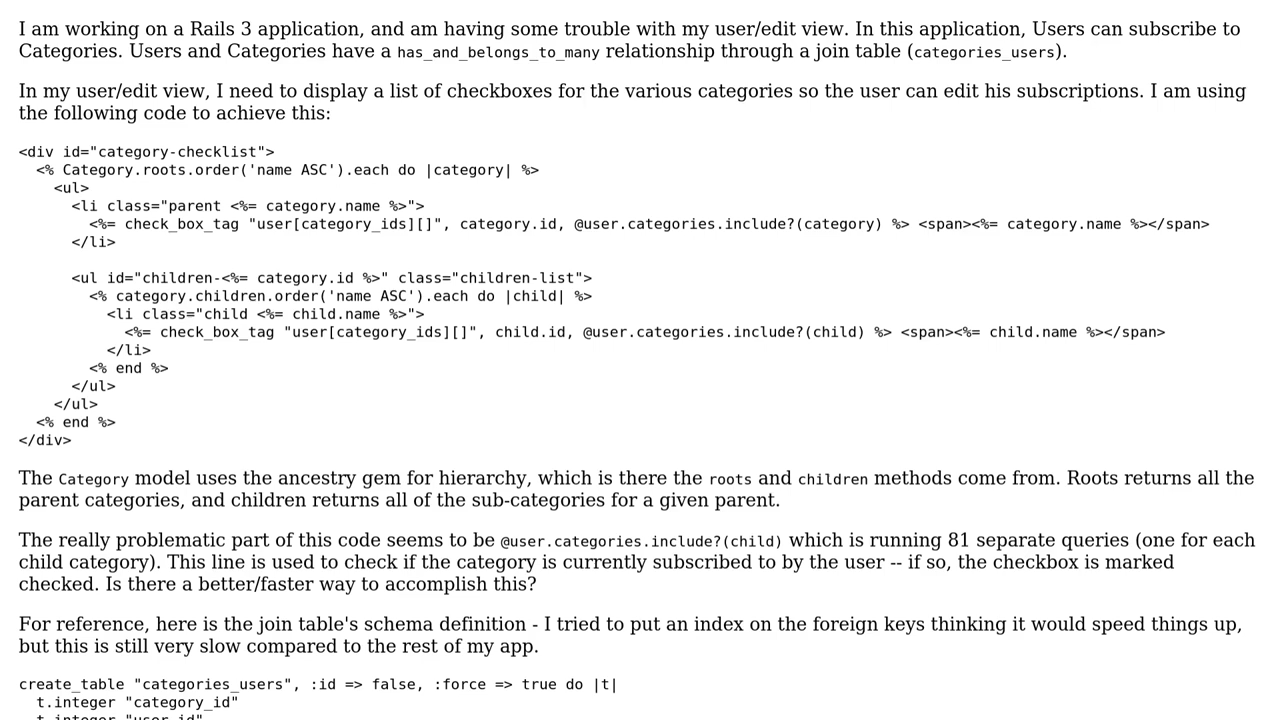 I am working on a Rails 3 application, and am having some trouble with my user/edit view. In this application, Users can subscribe to
Categories. Users and Categories have a has_and_belongs_to_many relationship through a join table (categories_users).
In my user/edit view, I need to display a list of checkboxes for the various categories so the user can edit his subscriptions. I am using
the following code to achieve this:
<div id="category-checklist">
  <% Category.roots.order('name ASC').each do |category| %>
    <ul>
      <li class="parent <%= category.name %>">
        <%= check_box_tag "user[category_ids][]", category.id, @user.categories.include?(category) %> <span><%= category.name %></span>
      </li>
      <ul id="children-<%= category.id %>" class="children-list">
        <% category.children.order('name ASC').each do |child| %>
          <li class="child <%= child.name %>">
            <%= check_box_tag "user[category_ids][]", child.id, @user.categories.include?(child) %> <span><%= child.name %></span>
          </li>
        <% end %>
      </ul>
    </ul>
  <% end %>
</div>
The Category model uses the ancestry gem for hierarchy, which is there the roots and children methods come from. Roots returns all the
parent categories, and children returns all of the sub-categories for a given parent.
The really problematic part of this code seems to be @user.categories.include?(child) which is running 81 separate queries (one for each
child category). This line is used to check if the category is currently subscribed to by the user -- if so, the checkbox is marked
checked. Is there a better/faster way to accomplish this?
For reference, here is the join table's schema definition - I tried to put an index on the foreign keys thinking it would speed things up,
but this is still very slow compared to the rest of my app.
create_table "categories_users", :id => false, :force => true do |t|
  t.integer "category_id"
  t.integer "user_id"